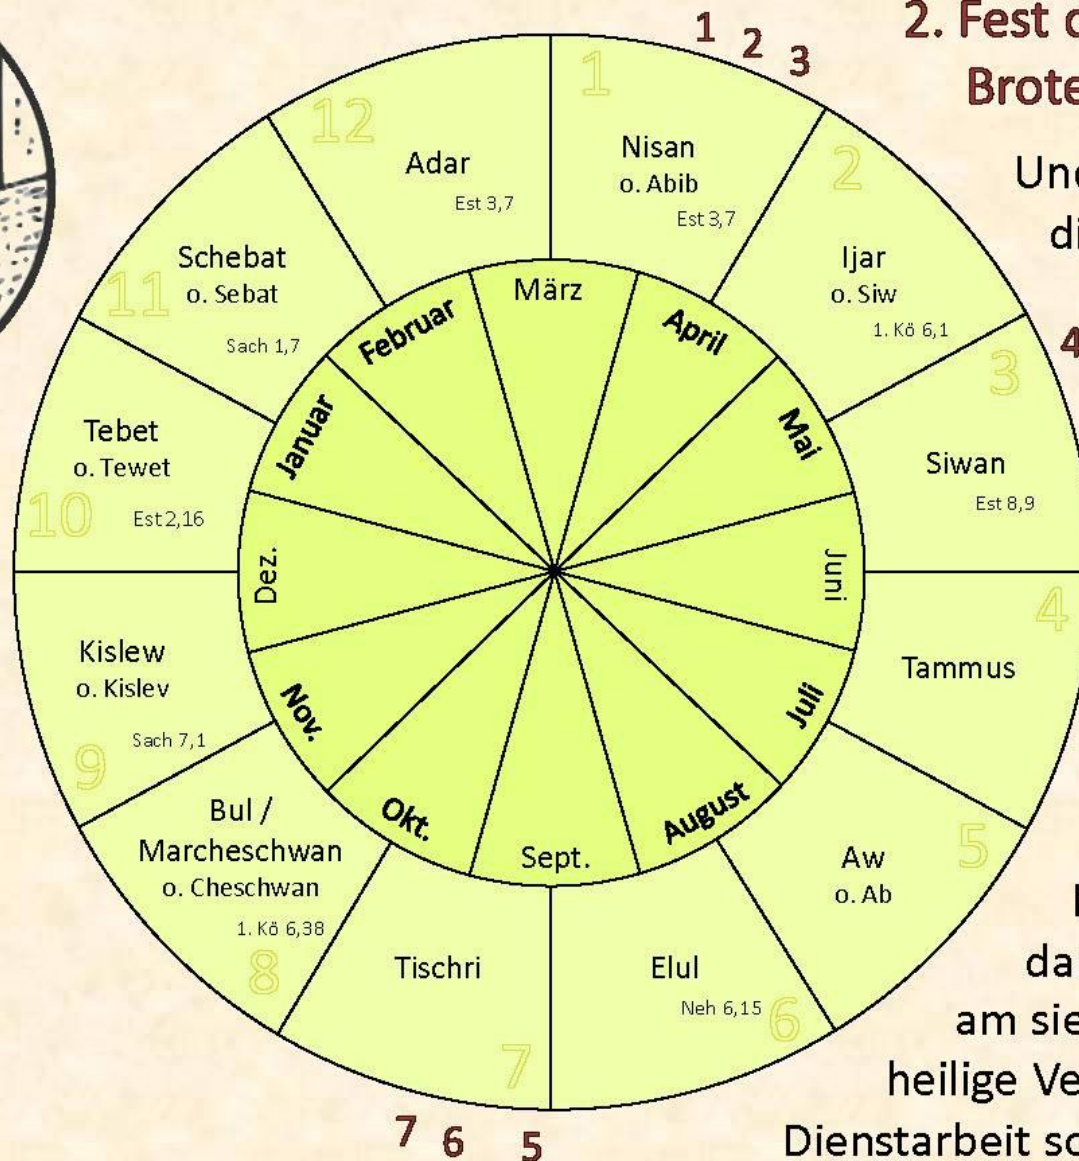 1 2 3
2. Fest
Brote
di
4
1
Nisan
o. Abib
Est 3,7
2
Ijar
o. Siw
1. Kö 6,1
3
Siwan
Est 8,9
4
Tammus
5
Aw
o. Ab
6
Elul
Neh 6,15
7
Tischri
8
Bul /
Marcheschwan
o. Cheschwan
1. Kö 6,38
9
Kislew
o. Kislev
Sach 7,1
10
Tebet
o. Tewet
Est 2,16
11
Schebat
o. Sebat
Sach 1,7
12
Adar
Est 3,7
März
April
Mai
Juni
Juli
August
Sept.
Okt.
Nov.
Dez.
Januar
Februar
da
am sie
heilige Ve
Dienstarbeit so
7 6 5